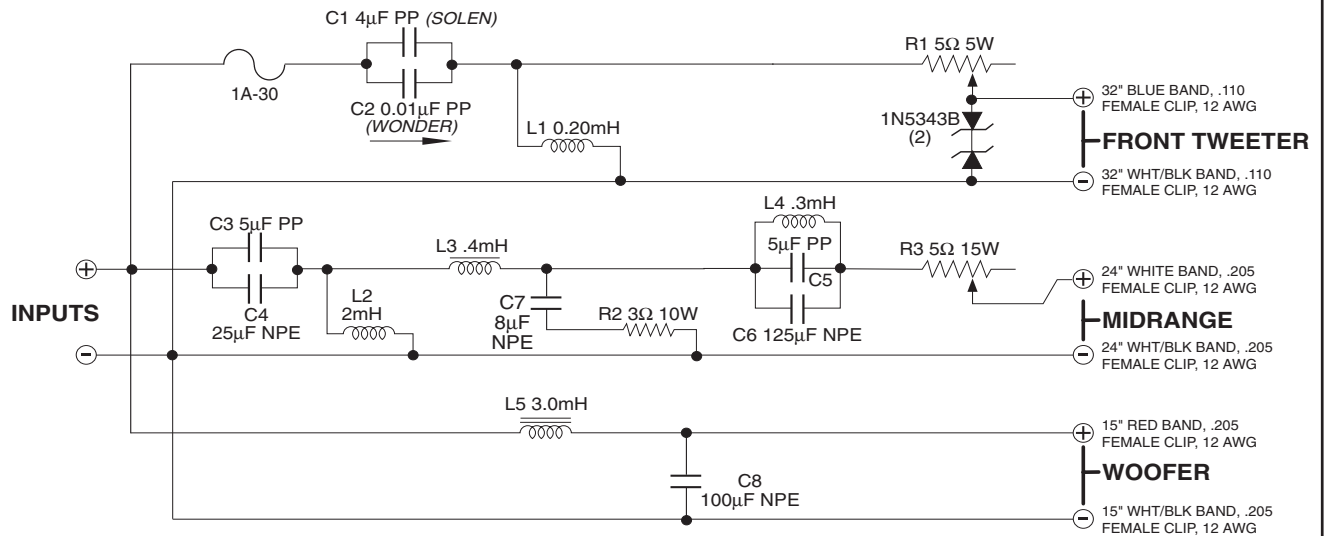 C1 4µF PP (SOLEN)
1A-30
C2 0.01µF PP
(WONDER)
L1 0.20mH
R1 5Ω 5W
1N5343B
(2)
+
32" BLUE BAND, .110
FEMALE CLIP, 12 AWG
FRONT TWEETER
−
32" WHT/BLK BAND, .110
FEMALE CLIP, 12 AWG
C3 5µF PP
C4
25µF NPE
L2
2mH
L3 .4mH
C7
8µF
NPE
R2 3Ω 10W
L4 .3mH
5µF PP
C5
C6 125µF NPE
R3 5Ω 15W
+
INPUTS
−
+
24" WHITE BAND, .205
FEMALE CLIP, 12 AWG
MIDRANGE
−
24" WHT/BLK BAND, .205
FEMALE CLIP, 12 AWG
L5 3.0mH
C8
100µF NPE
+
15" RED BAND, .205
FEMALE CLIP, 12 AWG
WOOFER
−
15" WHT/BLK BAND, .205
FEMALE CLIP, 12 AWG